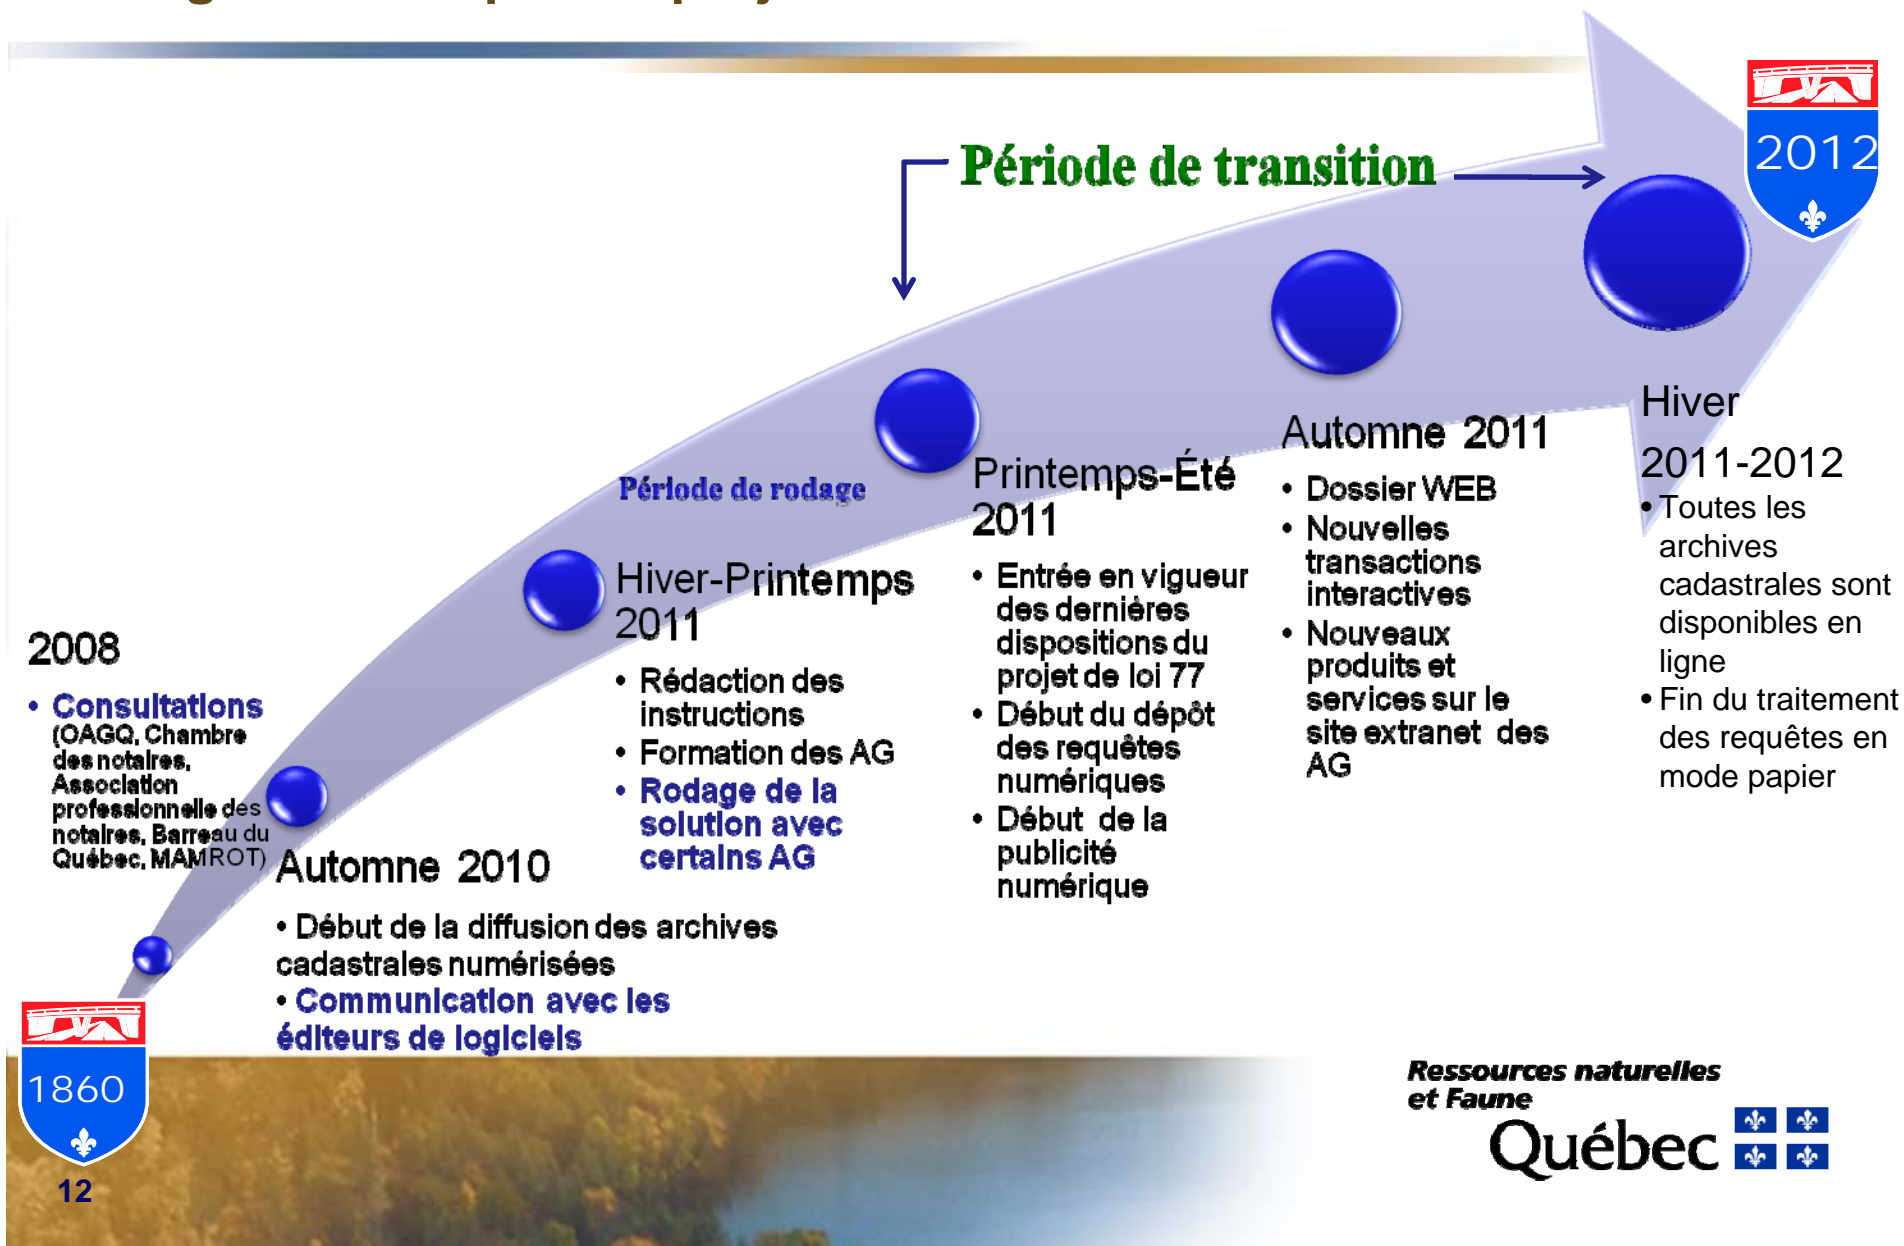 2012
Période de transition
Période de rodage
2008
• Consultations
(OAGQ, Chambre
des notaires,
Association
professionnelle des
notaires, Barreau du
Québec, MAMROT)
Automne 2010
• Début de la diffusion des archives
cadastrales numérisées
• Communication avec les
éditeurs de logiciels
Hiver-Printemps
2011
• Rédaction des
instructions
• Formation des AG
• Rodage de la
solution avec
certains AG
Printemps-Été
2011
• Entrée en vigueur
des dernières
dispositions du
projet de loi 77
• Début du dépôt
des requêtes
numériques
• Début de la
publicité
numérique
Automne 2011
• Dossier WEB
• Nouvelles
transactions
interactives
• Nouveaux
produits et
services sur le
site extranet des
AG
Hiver
2011-2012
• Toutes les
archives
cadastrales sont
disponibles en
ligne
• Fin du traitement
des requêtes en
mode papier
1860
12
Ressources naturelles
et Faune
Québec